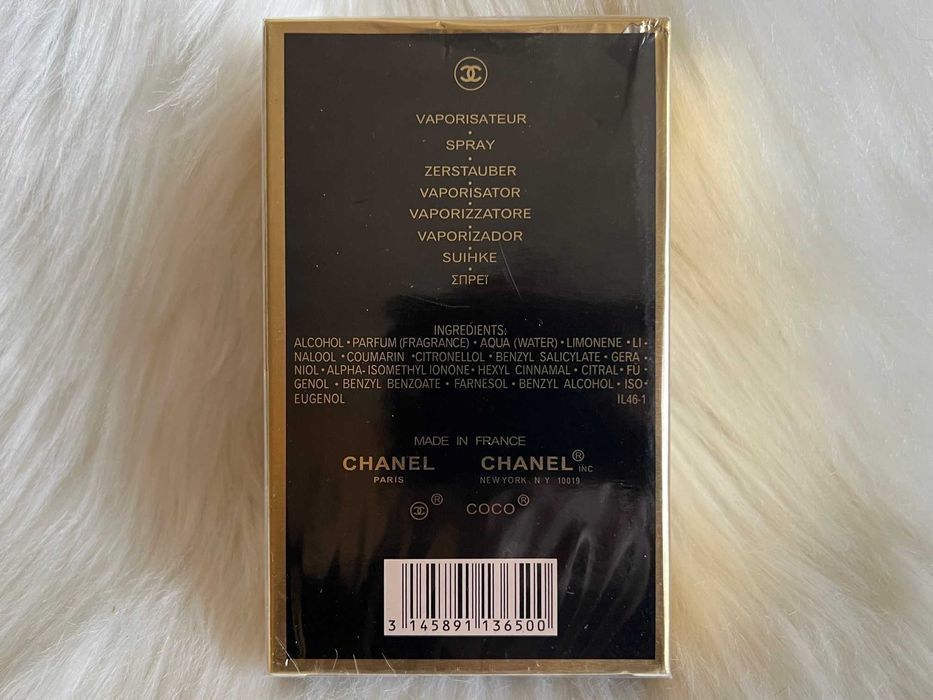 VAPORISATEUR
•
SPRAY
•
ZERSTAUBER
•
VAPORISATOR
•
VAPORIZZATORE
•
VAPORIZADOR
•
SUIHKE
•
ΣΠΡΕΪ
INGREDIENTS:
ALCOHOL • PARFUM (FRAGRANCE) • AQUA (WATER) • LIMONENE • LI-
NALOOL • COUMARIN • CITRONELLOL • BENZYL SALICYLATE • GERA-
NIOL • ALPHA-ISOMETHYL IONONE • HEXYL CINNAMAL • CITRAL • FU-
GENOL • BENZYL BENZOATE • FARNESOL • BENZYL ALCOHOL • ISO-
EUGENOL IL46-1
MADE IN FRANCE
CHANEL CHANEL® INC
PARIS NEW YORK. N Y 10019
® COCO®
3 145891 136500